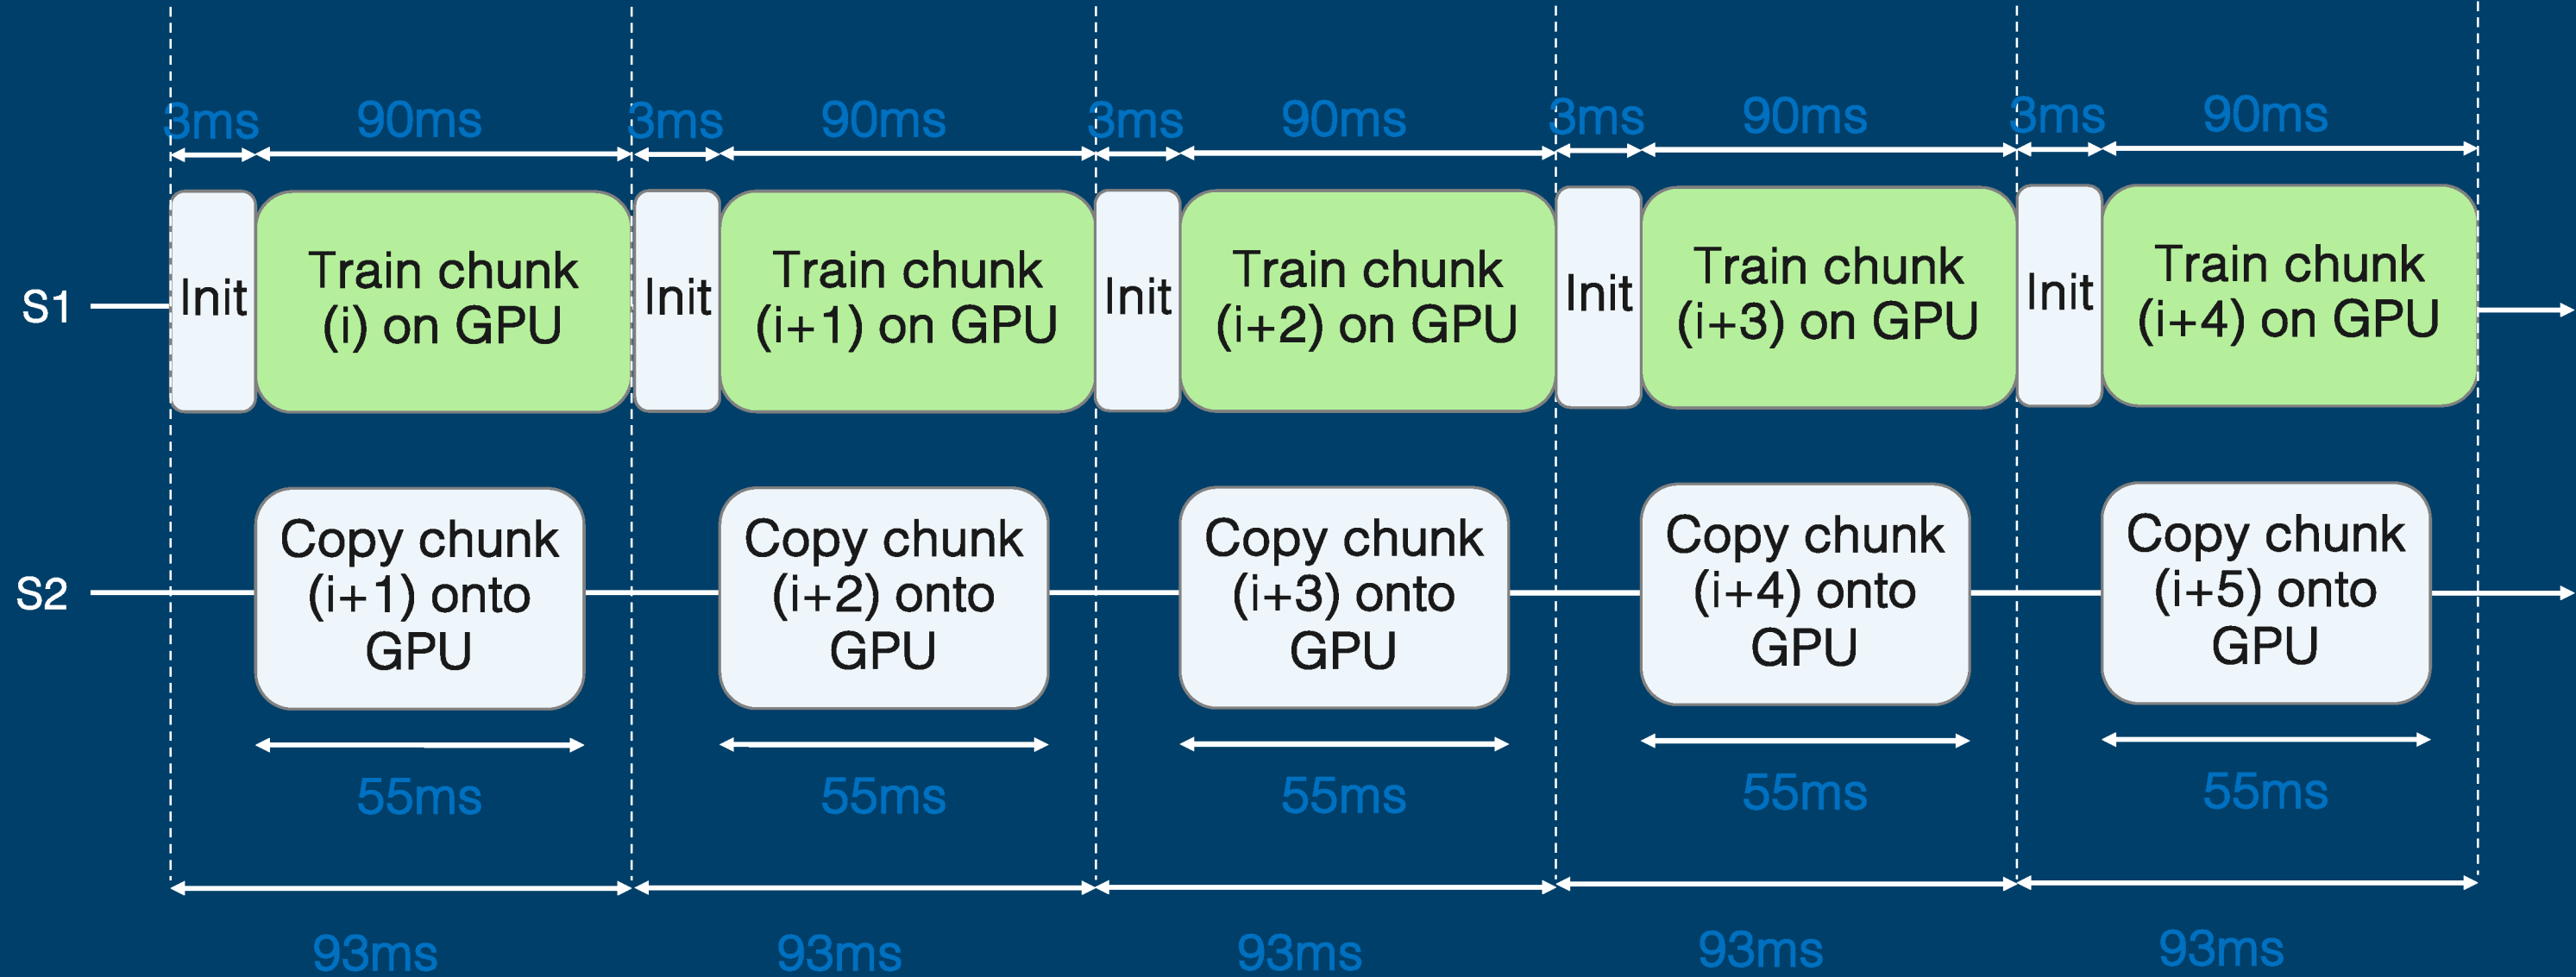 3ms 90ms 3ms 90ms 3ms 90ms 3ms 90ms 3ms 90ms
S1
Init
Train chunk
(i) on GPU
Init
Train chunk
(i+1) on GPU
Init
Train chunk
(i+2) on GPU
Init
Train chunk
(i+3) on GPU
Init
Train chunk
(i+4) on GPU
S2
Copy chunk
(i+1) onto
GPU
Copy chunk
(i+2) onto
GPU
Copy chunk
(i+3) onto
GPU
Copy chunk
(i+4) onto
GPU
Copy chunk
(i+5) onto
GPU
55ms 55ms 55ms 55ms 55ms
93ms 93ms 93ms 93ms 93ms